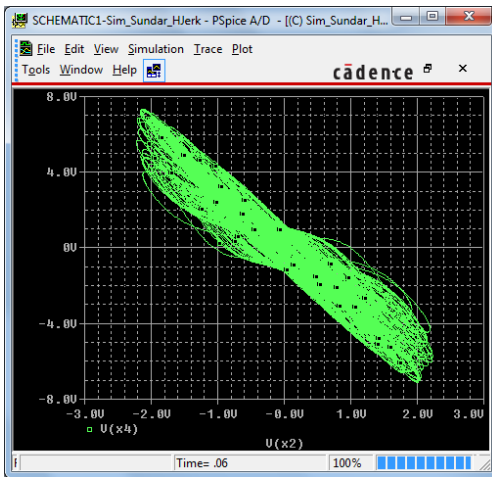 SCHEMATIC1-Sim_Sundar_HJerk - PSpice A/D - [(C) Sim_Sundar_H...
File Edit View Simulation Trace Plot
Tools Window Help
cādence
8.0V
4.0V
0V
-4.0V
-8.0V
-3.0V -2.0V -1.0V -0.0V 1.0V 2.0V 3.0V
V(x4)
V(x2)
F Time= .06 100%